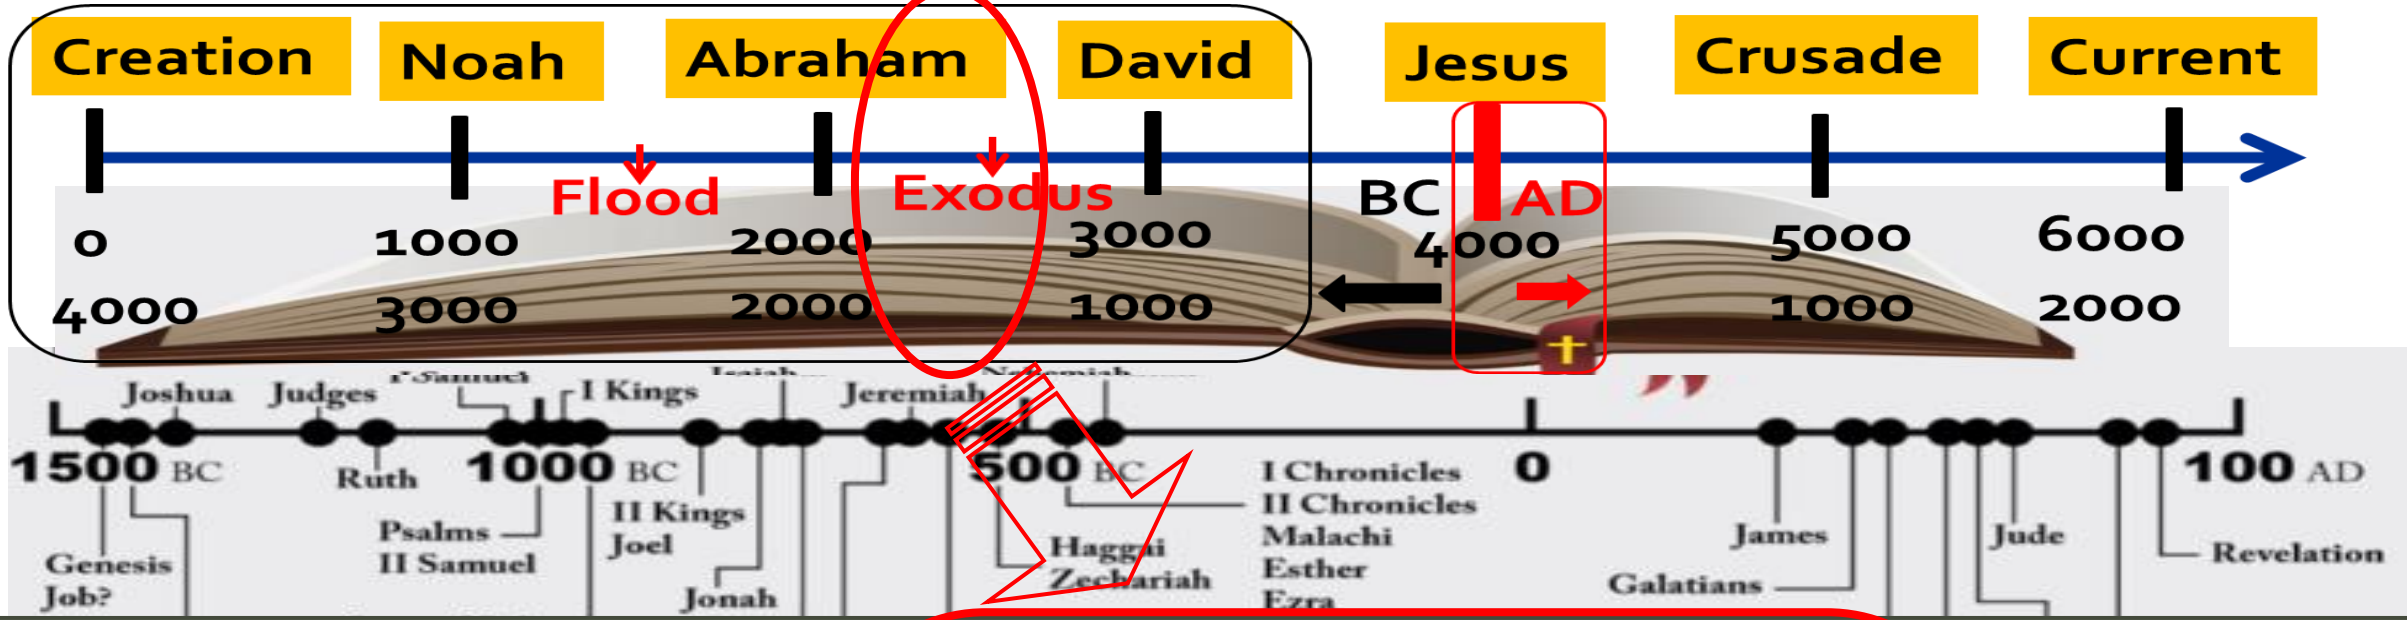 Creation Noah Abraham David Jesus Crusade Current
Flood Exodus BC AD
0 1000 2000 3000 4000 5000 6000
4000 3000 2000 1000 1000 2000
Joshua Judges I Kings Jeremiah
1500 BC Ruth 1000 BC 500 BC 0 100 AD
I Chronicles
II Chronicles
Malachi
Esther
Ezra
Psalms
II Samuel
II Kings
Joel
Genesis
Job?
Jonah
Haggai
Zechariah
James
Jude
Revelation
Galatians